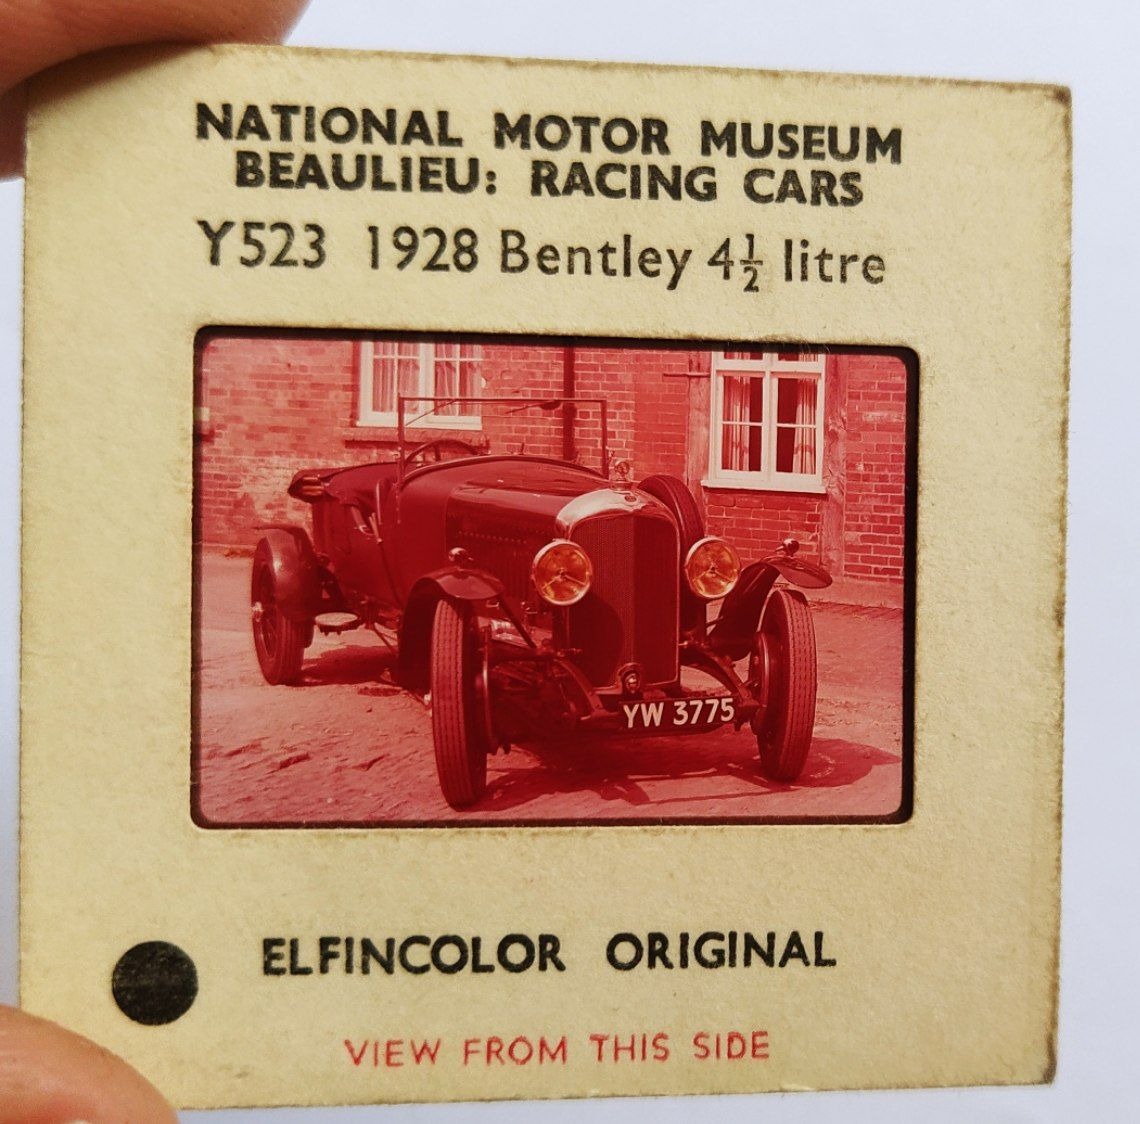 NATIONAL MOTOR MUSEUM
BEAULIEU: RACING CARS
Y523 1928 Bentley 4½ litre
YW 3775
ELFINCOLOR ORIGINAL
VIEW FROM THIS SIDE